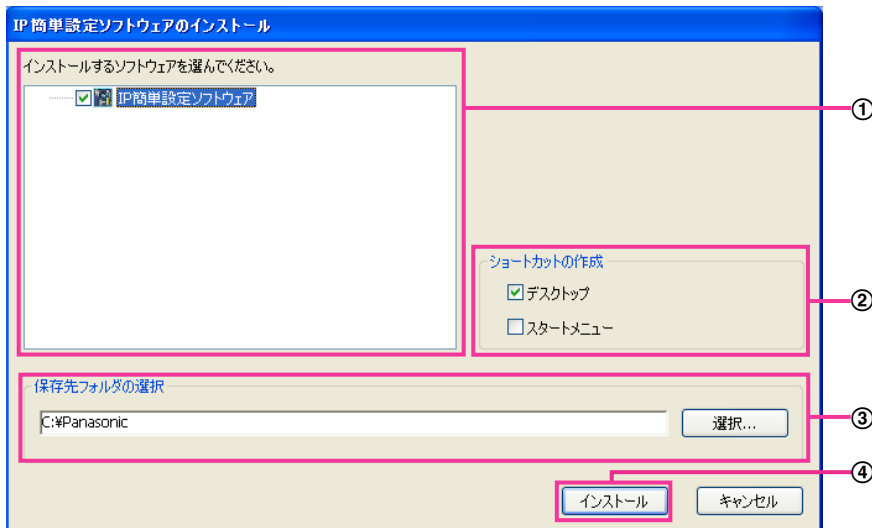 IP簡単設定ソフトウェアのインストール
インストールするソフトウェアを選んでください。
IP簡単設定ソフトウェア
①
ショートカットの作成
デスクトップ
スタートメニュー
②
保存先フォルダの選択
C:¥Panasonic
選択...
③
④
インストール
キャンセル